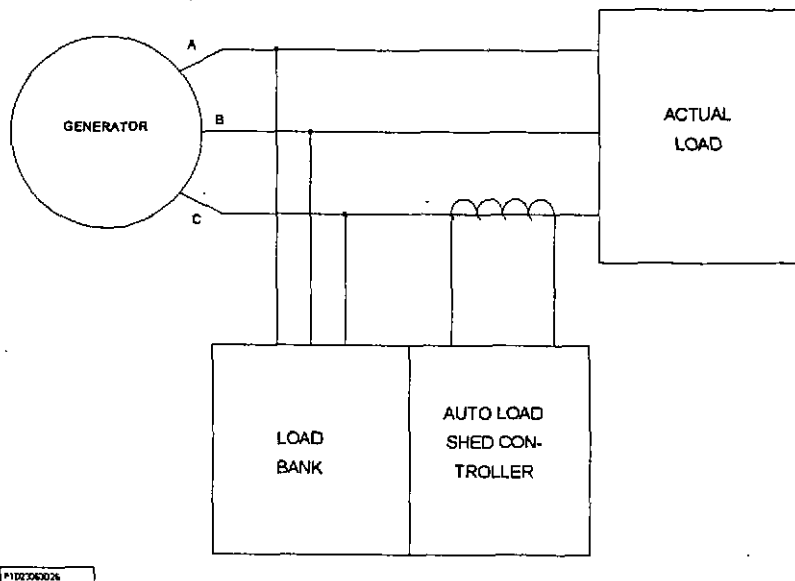 A
GENERATOR
B
C
ACTUAL
LOAD
LOAD
BANK
AUTO LOAD
SHED CON-
TROLLER